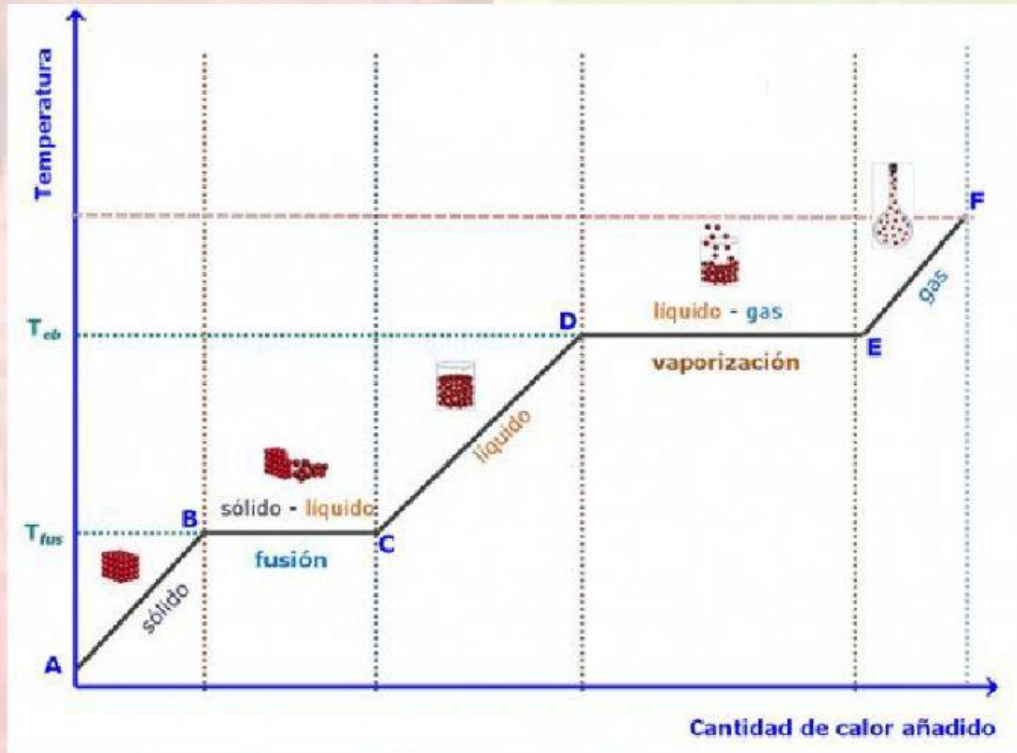 Temperatura
F
gas
líquido - gas
T_eb
D
E
vaporización
líquido
sólido - líquido
B
T_fus
C
fusión
sólido
A
Cantidad de calor añadido